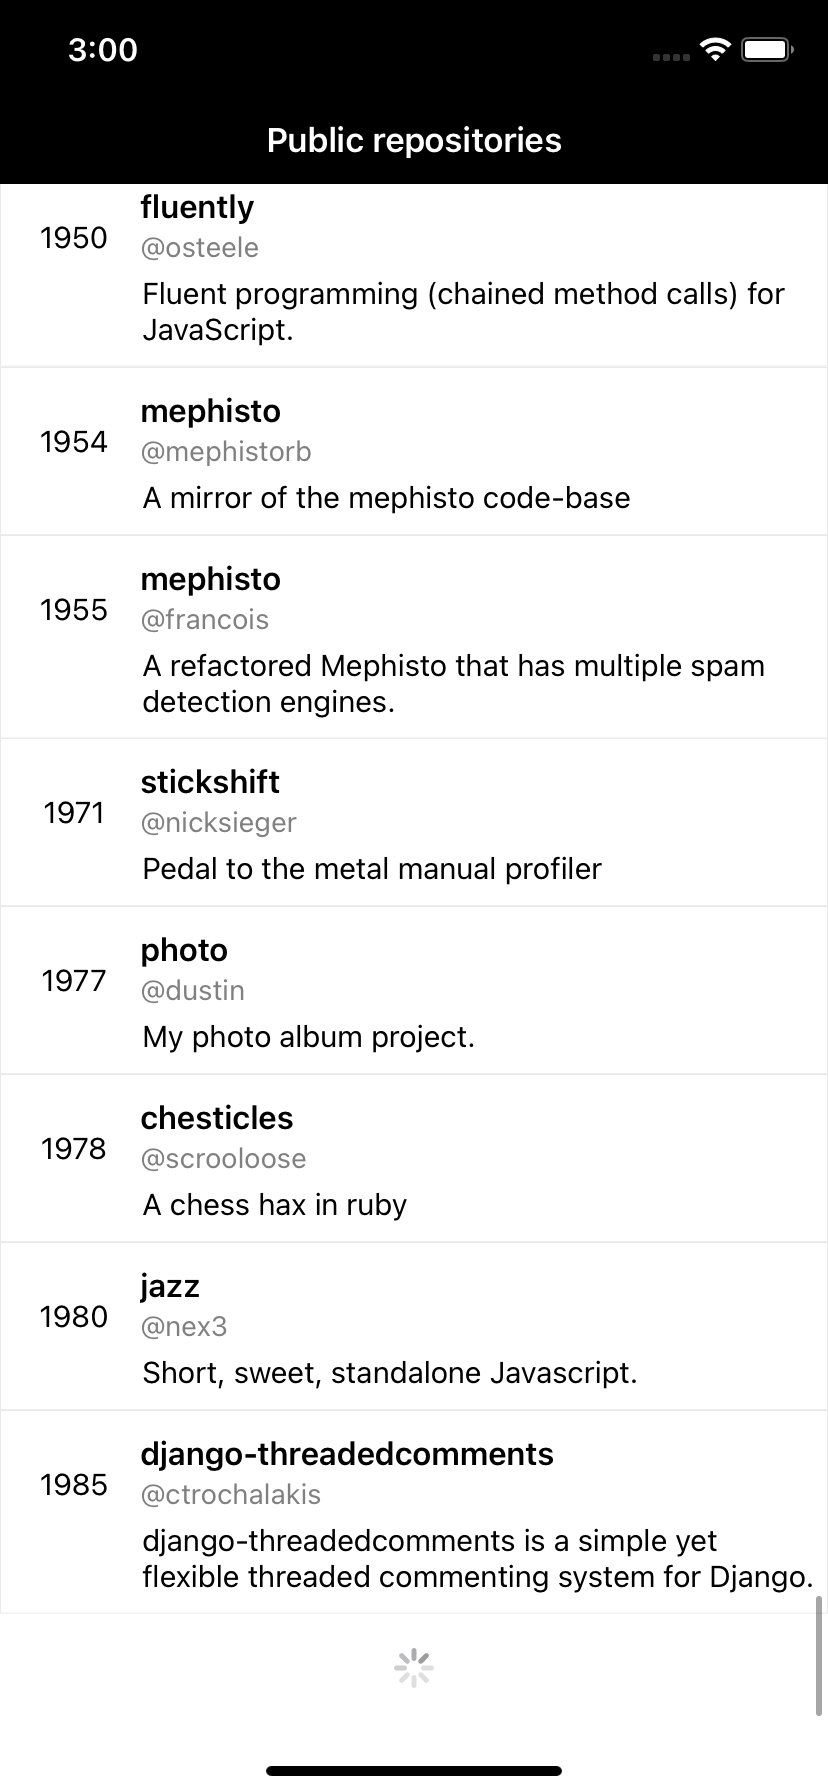 3:00
Public repositories
fluently
1950
@osteele
Fluent programming (chained method calls) for
JavaScript.
mephisto
1954
@mephistorb
A mirror of the mephisto code-base
mephisto
1955
@francois
A refactored Mephisto that has multiple spam
detection engines.
stickshift
1971
@nicksieger
Pedal to the metal manual profiler
photo
1977
@dustin
My photo album project.
chesticles
1978
@scrooloose
A chess hax in ruby
jazz
1980
@nex3
Short, sweet, standalone Javascript.
django-threadedcomments
1985
@ctrochalakis
django-threadedcomments is a simple yet
flexible threaded commenting system for Django.